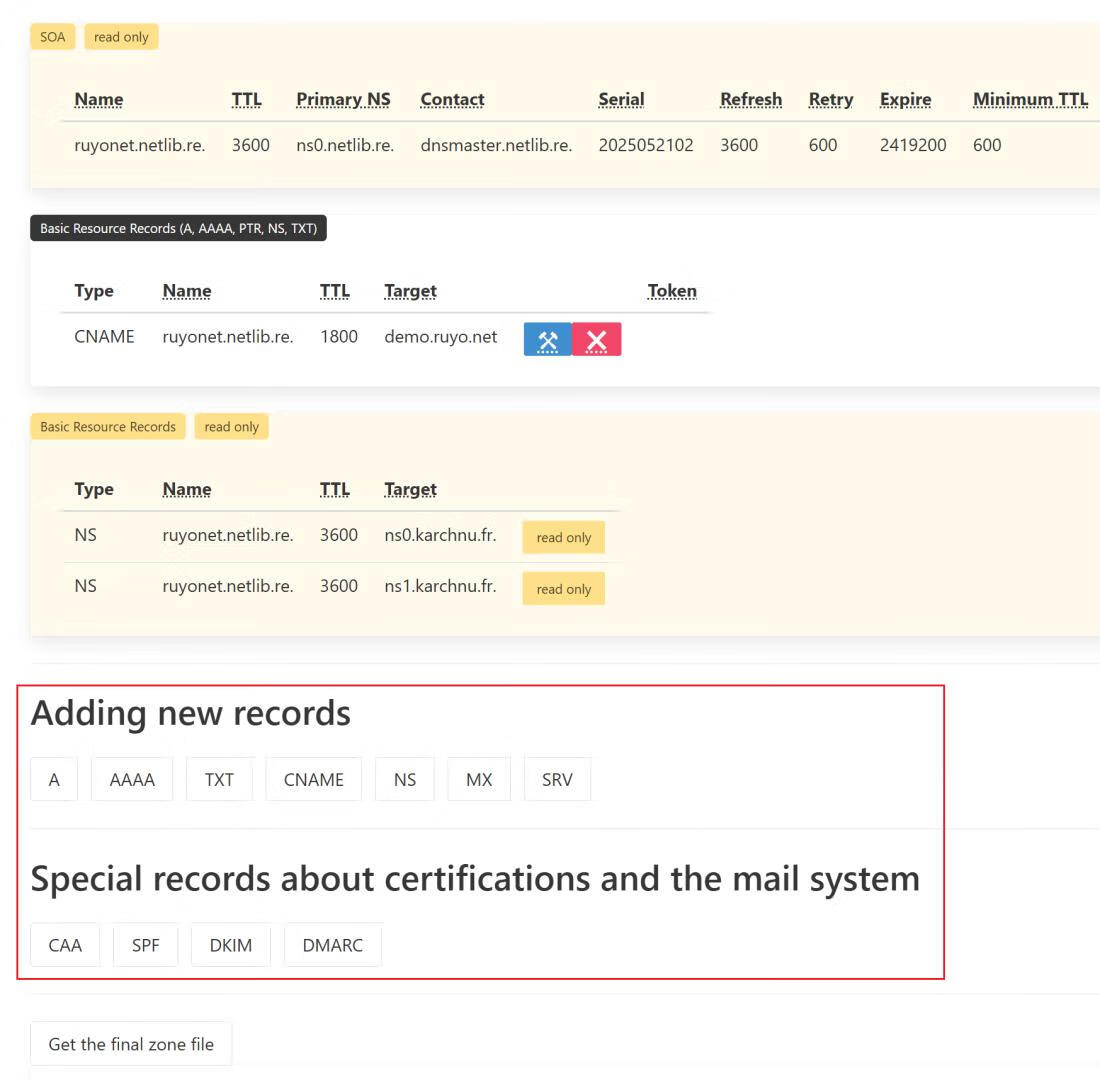 SOA read only
Name TTL Primary NS Contact Serial Refresh Retry Expire Minimum TTL
ruyonet.netlib.re. 3600 ns0.netlib.re. dnsmaster.netlib.re. 2025052102 3600 600 2419200 600
Basic Resource Records (A, AAAA, PTR, NS, TXT)
Type Name TTL Target Token
CNAME ruyonet.netlib.re. 1800 demo.ruyo.net
Basic Resource Records read only
Type Name TTL Target
NS ruyonet.netlib.re. 3600 ns0.karchnu.fr. read only
NS ruyonet.netlib.re. 3600 ns1.karchnu.fr. read only
Adding new records
A AAAA TXT CNAME NS MX SRV
Special records about certifications and the mail system
CAA SPF DKIM DMARC
Get the final zone file